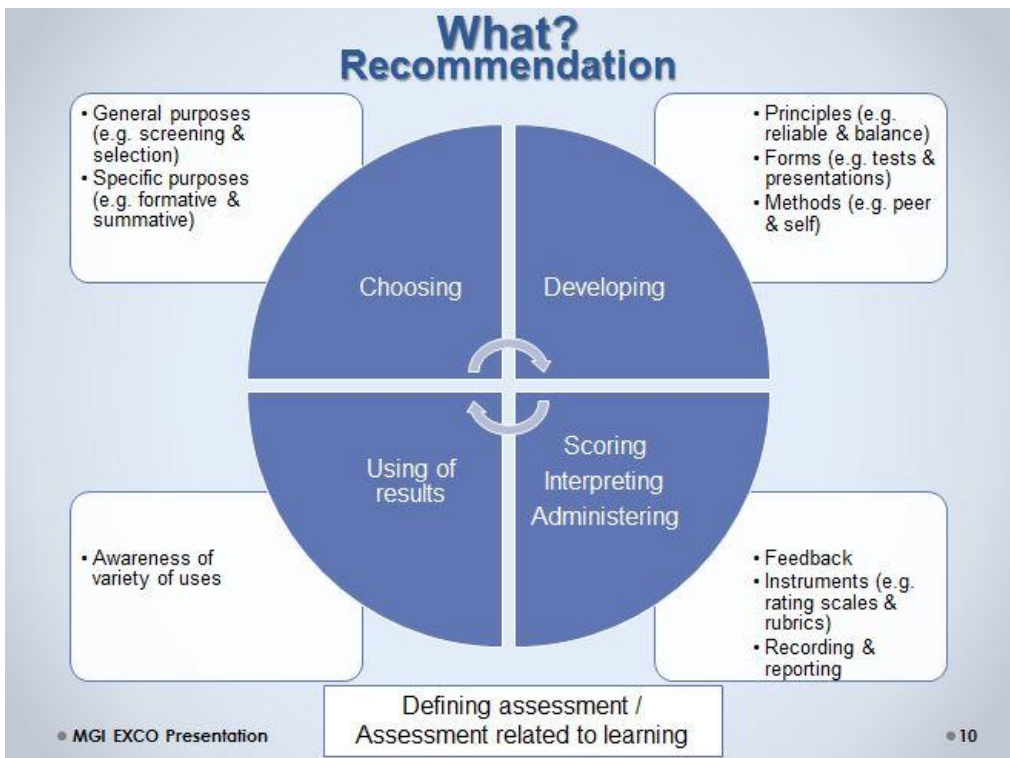 What?
Recommendation
• General purposes
(e.g. screening &
selection)
• Specific purposes
(e.g. formative &
summative)
• Principles (e.g.
reliable & balance)
• Forms (e.g. tests &
presentations)
• Methods (e.g. peer
& self)
Choosing
Developing
Using of
results
Scoring
Interpreting
Administering
• Awareness of
variety of uses
• Feedback
• Instruments (e.g.
rating scales &
rubrics)
• Recording &
reporting
Defining assessment /
Assessment related to learning
• MGI EXCO Presentation
• 10